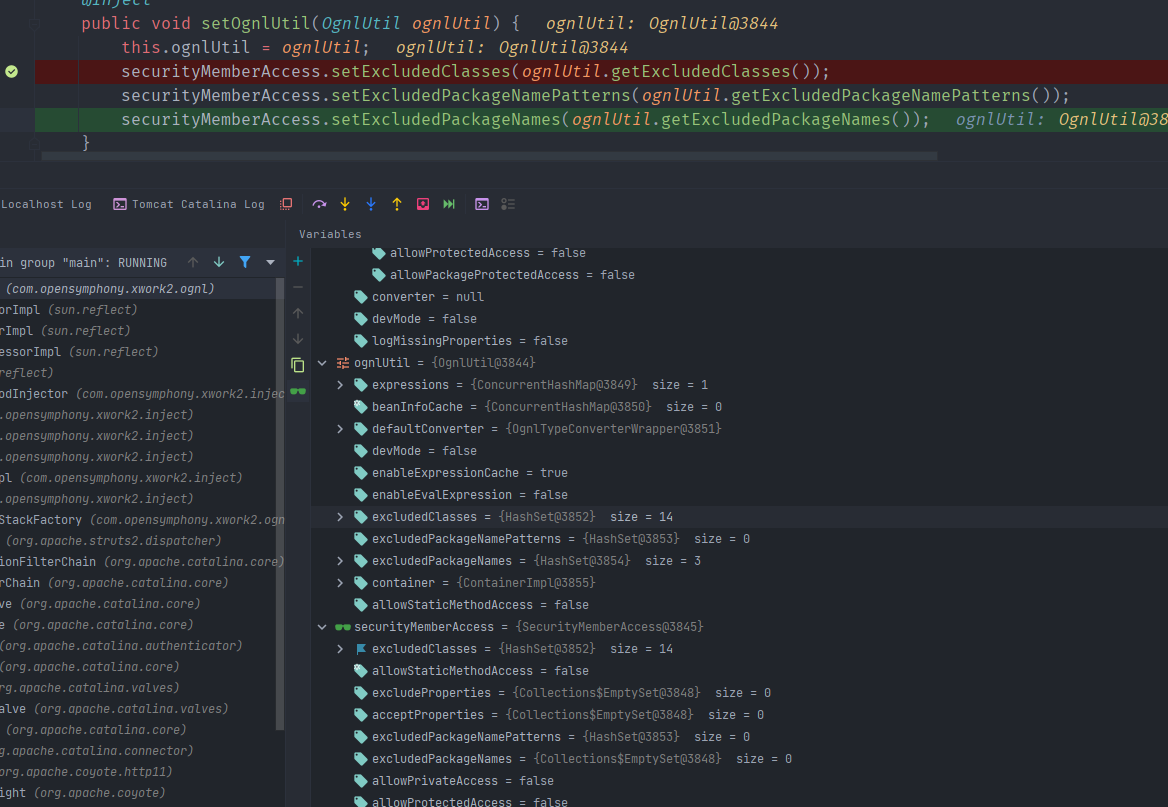 @Inject
public void setOgnlUtil(OgnlUtil ognlUtil) {   ognlUtil: OgnlUtil@3844
this.ognlUtil = ognlUtil;   ognlUtil: OgnlUtil@3844
securityMemberAccess.setExcludedClasses(ognlUtil.getExcludedClasses());
securityMemberAccess.setExcludedPackageNamePatterns(ognlUtil.getExcludedPackageNamePatterns());
securityMemberAccess.setExcludedPackageNames(ognlUtil.getExcludedPackageNames());   ognlUtil: OgnlUtil@38
}
Localhost Log   Tomcat Catalina Log
Variables
in group "main": RUNNING
(com.opensymphony.xwork2.ognl)
orImpl (sun.reflect)
rImpl (sun.reflect)
essorImpl (sun.reflect)
reflect)
odInjector (com.opensymphony.xwork2.injec
.opensymphony.xwork2.inject)
.opensymphony.xwork2.inject)
.opensymphony.xwork2.inject)
pl (com.opensymphony.xwork2.inject)
.opensymphony.xwork2.inject)
StackFactory (com.opensymphony.xwork2.ogn
(org.apache.struts2.dispatcher)
ionFilterChain (org.apache.catalina.core)
rChain (org.apache.catalina.core)
ve (org.apache.catalina.core)
e (org.apache.catalina.core)
(org.apache.catalina.authenticator)
(org.apache.catalina.core)
rg.apache.catalina.valves)
alve (org.apache.catalina.valves)
(org.apache.catalina.core)
g.apache.catalina.connector)
org.apache.coyote.http11)
ight (org.apache.coyote)
allowProtectedAccess = false
allowPackageProtectedAccess = false
converter = null
devMode = false
logMissingProperties = false
ognlUtil = {OgnlUtil@3844}
expressions = {ConcurrentHashMap@3849}  size = 1
beanInfoCache = {ConcurrentHashMap@3850}  size = 0
defaultConverter = {OgnlTypeConverterWrapper@3851}
devMode = false
enableExpressionCache = true
enableEvalExpression = false
excludedClasses = {HashSet@3852}  size = 14
excludedPackageNamePatterns = {HashSet@3853}  size = 0
excludedPackageNames = {HashSet@3854}  size = 3
container = {ContainerImpl@3855}
allowStaticMethodAccess = false
securityMemberAccess = {SecurityMemberAccess@3845}
excludedClasses = {HashSet@3852}  size = 14
allowStaticMethodAccess = false
excludeProperties = {Collections$EmptySet@3848}  size = 0
acceptProperties = {Collections$EmptySet@3848}  size = 0
excludedPackageNamePatterns = {HashSet@3853}  size = 0
excludedPackageNames = {Collections$EmptySet@3848}  size = 0
allowPrivateAccess = false
allowProtectedAccess = false